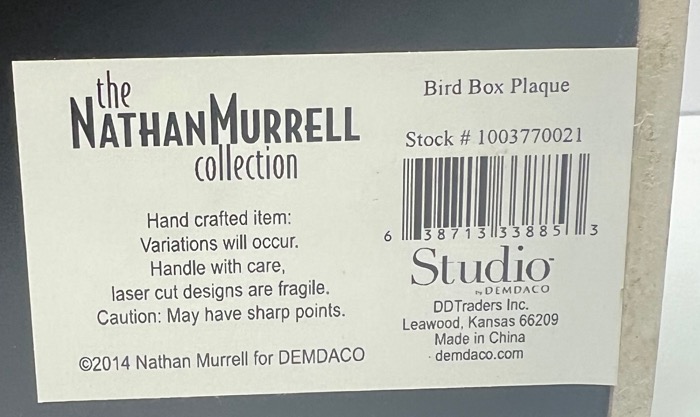 the
NATHAN MURRELL
collection
Hand crafted item:
Variations will occur.
Handle with care,
laser cut designs are fragile.
Caution: May have sharp points.
©2014 Nathan Murrell for DEMDACO
Bird Box Plaque
Stock # 1003770021
6 38713 33885 3
Studio
by DEMDACO
DDTraders Inc.
Leawood, Kansas 66209
Made in China
demdaco.com